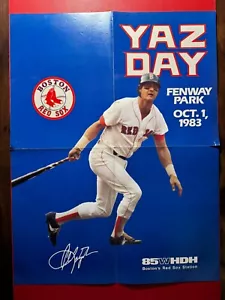 YAZ
DAY
FENWAY
PARK
OCT. 1,
1983
BOSTON
RED SOX
RED SOX
85WHDH
Boston's Red Sox Station